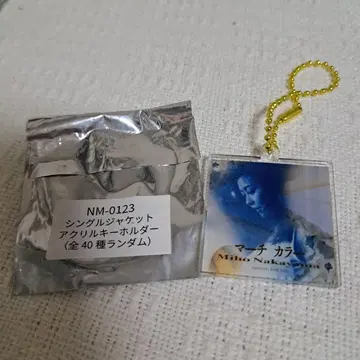 NM-0123
シングルジャケット
アクリルキーホルダー
(全40種ランダム)
マーチ カラー
Miho Nakayama